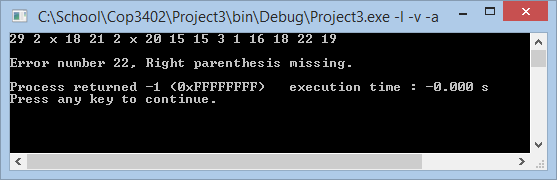 C:\School\Cop3402\Project3\bin\Debug\Project3.exe -l -v -a
29 2 x 18 21 2 x 20 15 15 3 1 16 18 22 19
Error number 22, Right parenthesis missing.
Process returned -1 (0xFFFFFFFF)   execution time : -0.000 s
Press any key to continue.